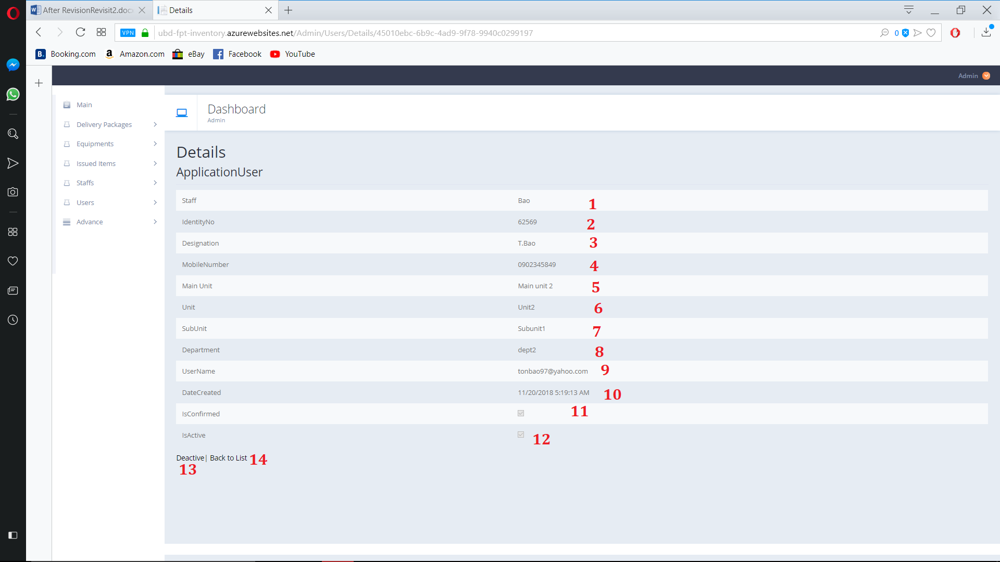 After RevisionRevisit2.docx
Details
VPN
ubd-fpt-inventory.azurewebsites.net/Admin/Users/Details/45010ebc-6b9c-4ad9-9f78-9940c0299197
0
B. Booking.com
a Amazon.com
eBay
Facebook
YouTube
Admin
Main
Delivery Packages
Equipments
Issued Items
Staffs
Users
Advance
Dashboard
Admin
Details
ApplicationUser
Staff Bao 1
IdentityNo 62569 2
Designation T.Bao 3
MobileNumber 0902345849 4
Main Unit Main unit 2 5
Unit Unit2 6
SubUnit Subunit1 7
Department dept2 8
UserName tonbao97@yahoo.com 9
DateCreated 11/20/2018 5:19:13 AM 10
IsConfirmed 11
IsActive 12
Deactive| Back to List 14
13